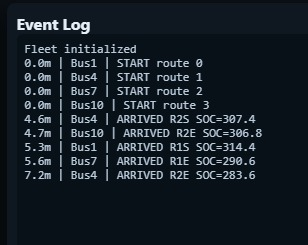 Event Log
Fleet initialized
0.0m | Bus1 | START route 0
0.0m | Bus4 | START route 1
0.0m | Bus7 | START route 2
0.0m | Bus10 | START route 3
4.6m | Bus4 | ARRIVED R2S SOC=307.4
4.7m | Bus10 | ARRIVED R2E SOC=306.8
5.3m | Bus1 | ARRIVED R1S SOC=314.4
5.6m | Bus7 | ARRIVED R1E SOC=290.6
7.2m | Bus4 | ARRIVED R2E SOC=283.6